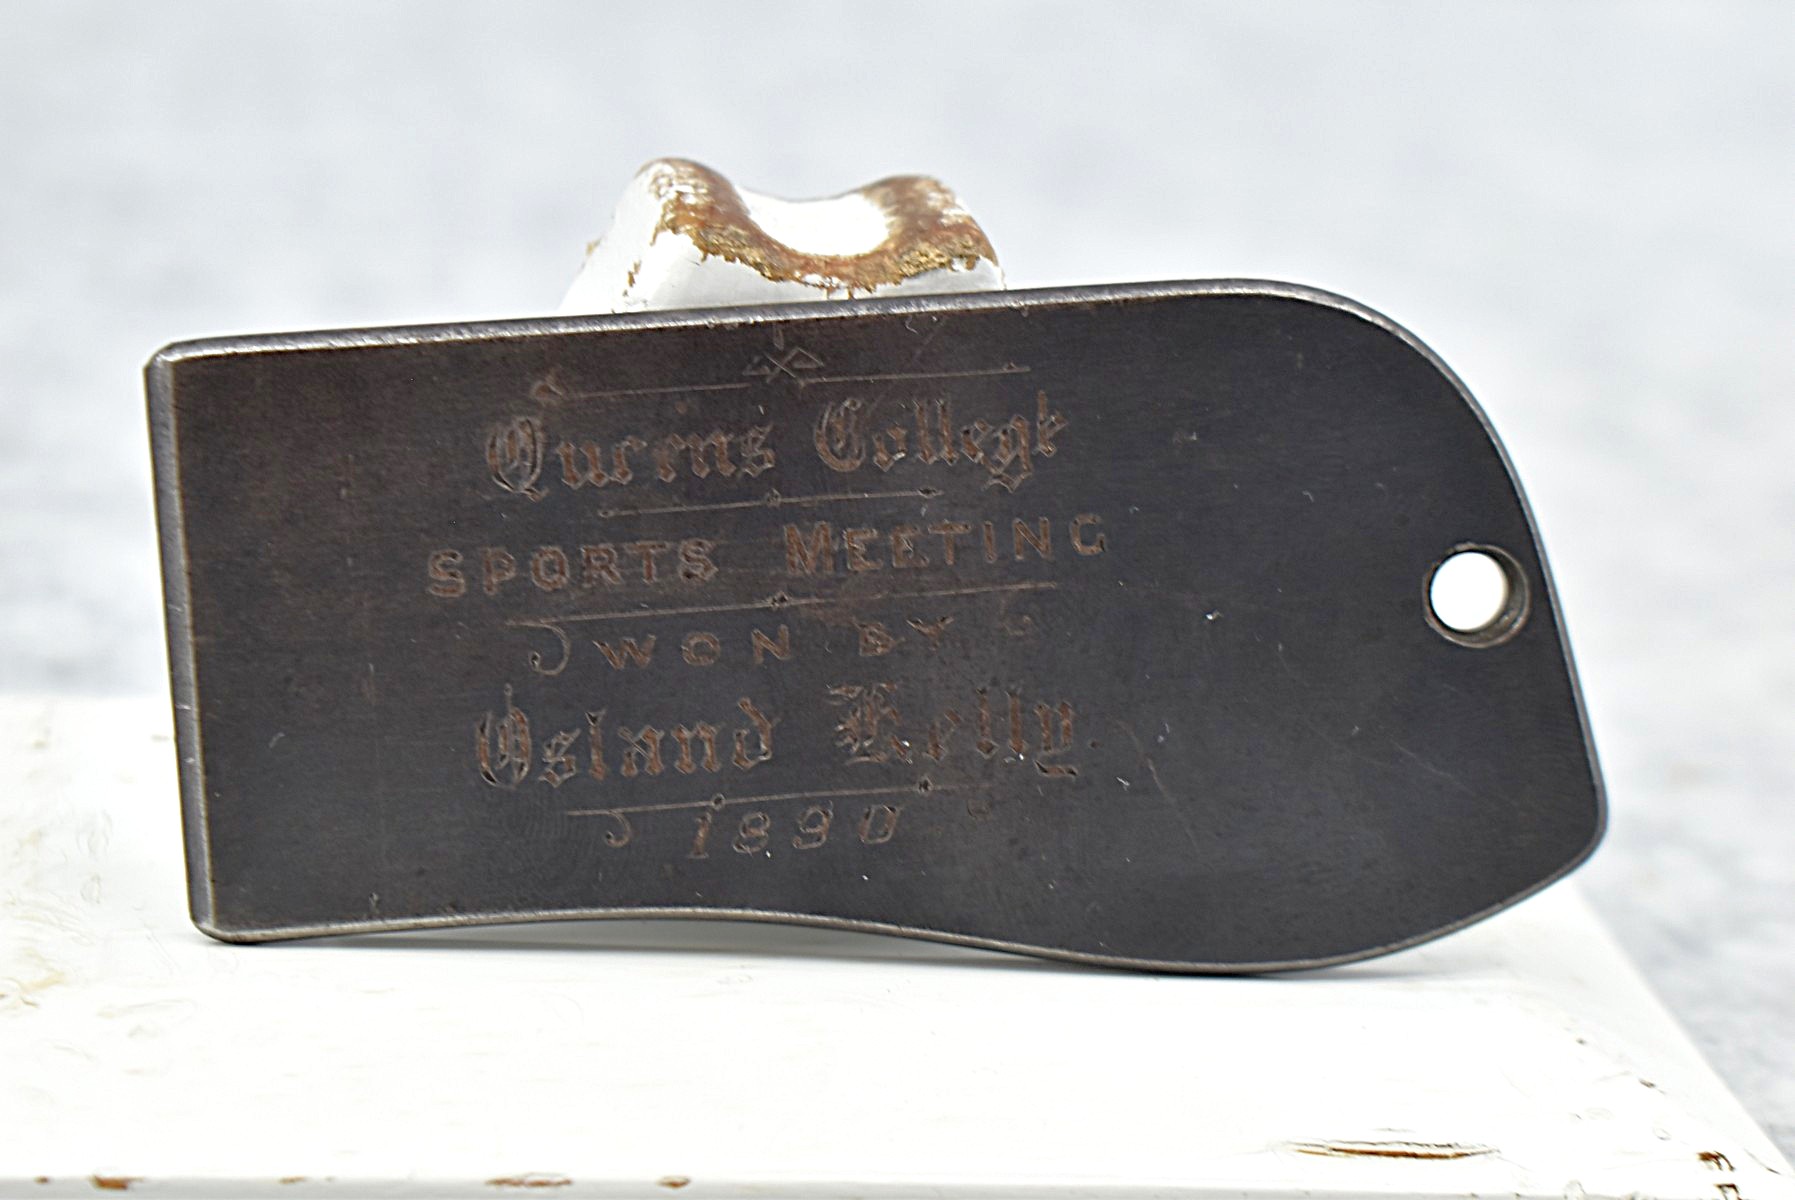 Queens College
SPORTS MEETING
WON BY
Osland Kelly.
1890